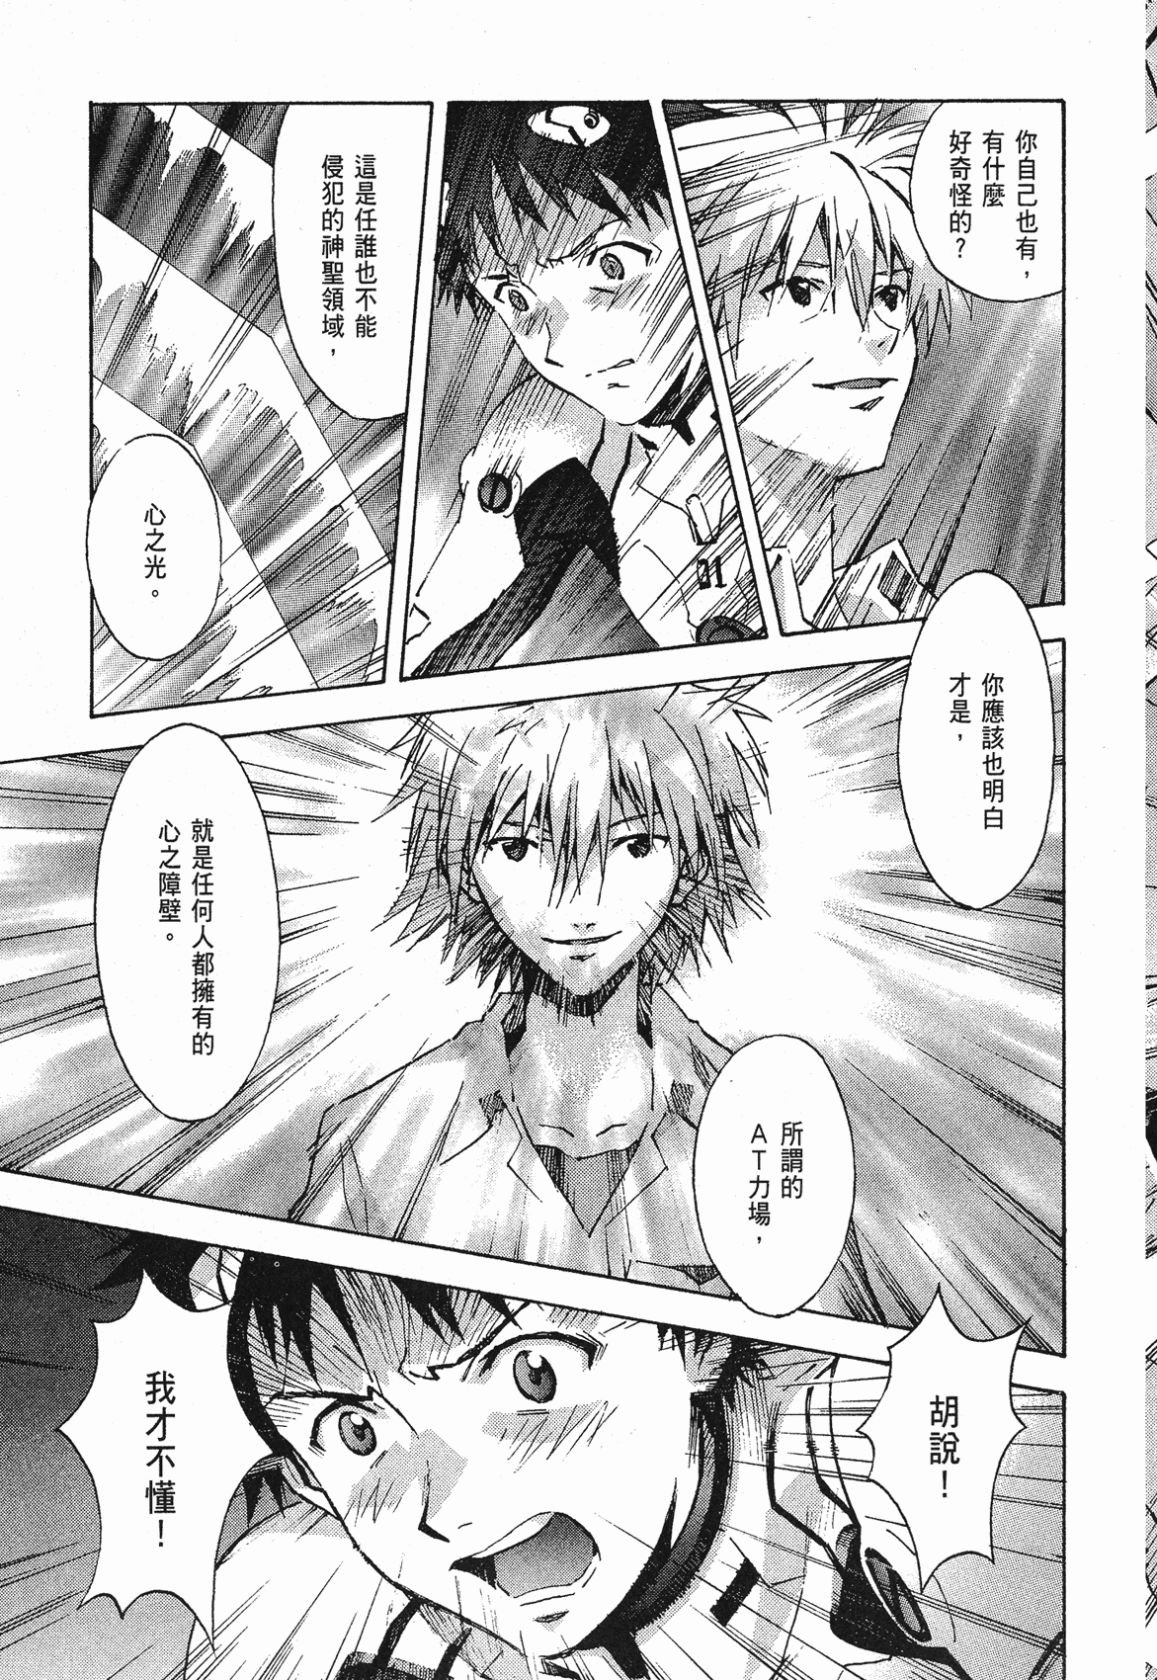 你自己也有，
有什麼
好奇怪的？
01
這是任誰也不能
侵犯的神聖領域，
心之光。
你應該也明白
才是，
所謂的
ＡＴ力場，
就是任何人都擁有的
心之障壁。
胡說！
我才不懂！